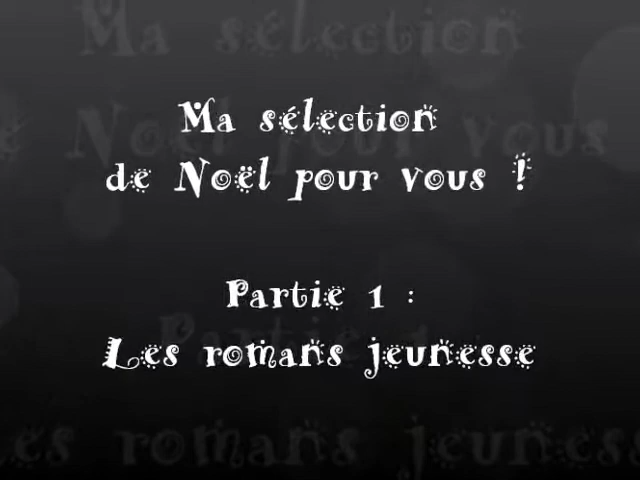 Ma sélection
de Noël pour vous !
Partie 1 :
Les romans jeunesse